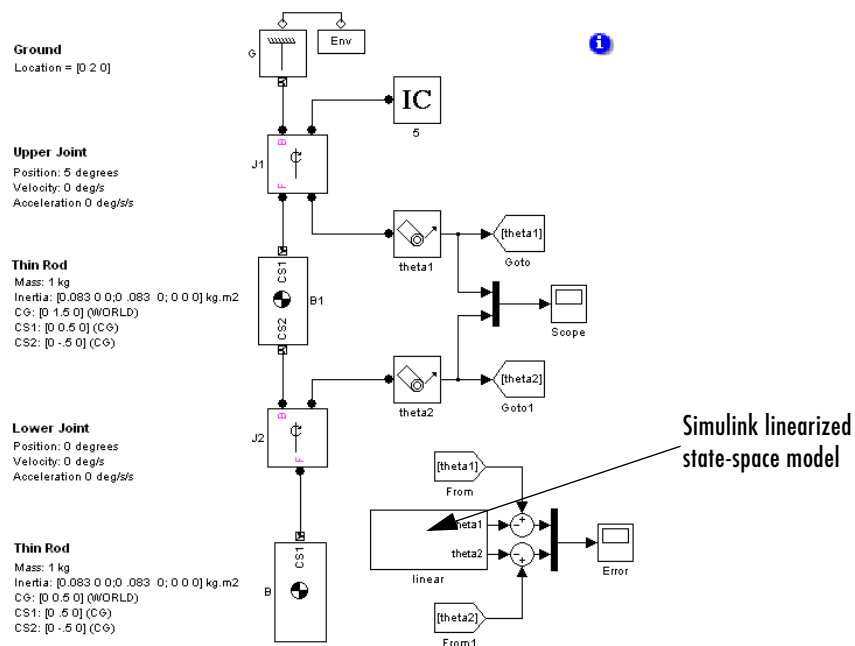 Ground
Location = [0 2 0]
G
Env
i
IC
5
Upper Joint
Position: 5 degrees
Velocity: 0 deg/s
Acceleration 0 deg/s/s
J1
B
F
theta1
[theta1]
Goto
Thin Rod
Mass: 1 kg
Inertia: [0.083 0 0;0 .083 0; 0 0 0] kg.m2
CG: [0 1.5 0] (WORLD)
CS1: [0 0.5 0] (CG)
CS2: [0 -.5 0] (CG)
CS1
CS2
B1
Scope
theta2
[theta2]
Goto1
Lower Joint
Position: 0 degrees
Velocity: 0 deg/s
Acceleration 0 deg/s/s
J2
B
F
Simulink linearized
state-space model
[theta1]
From
theta1
theta2
linear
Error
[theta2]
From1
Thin Rod
Mass: 1 kg
Inertia: [0.083 0 0;0 .083 0; 0 0 0] kg.m2
CG: [0 0.5 0] (WORLD)
CS1: [0 .5 0] (CG)
CS2: [0 -.5 0] (CG)
CS1
B